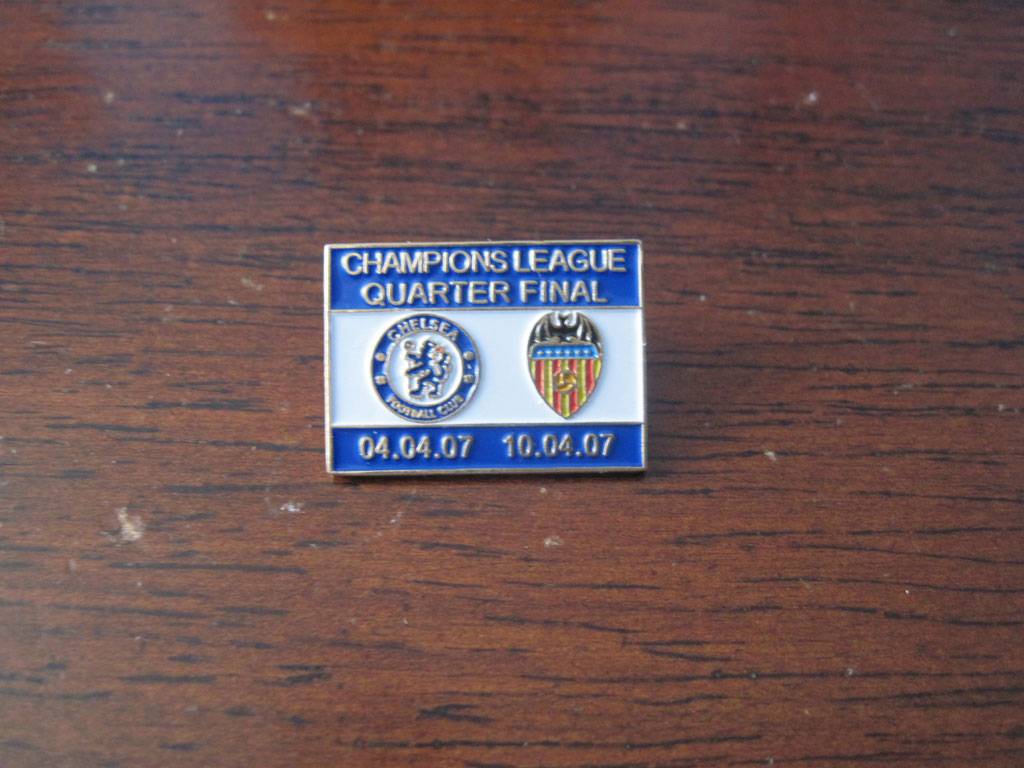 CHAMPIONS LEAGUE
QUARTER FINAL
CHELSEA
FOOTBALL CLUB
04.04.07 10.04.07